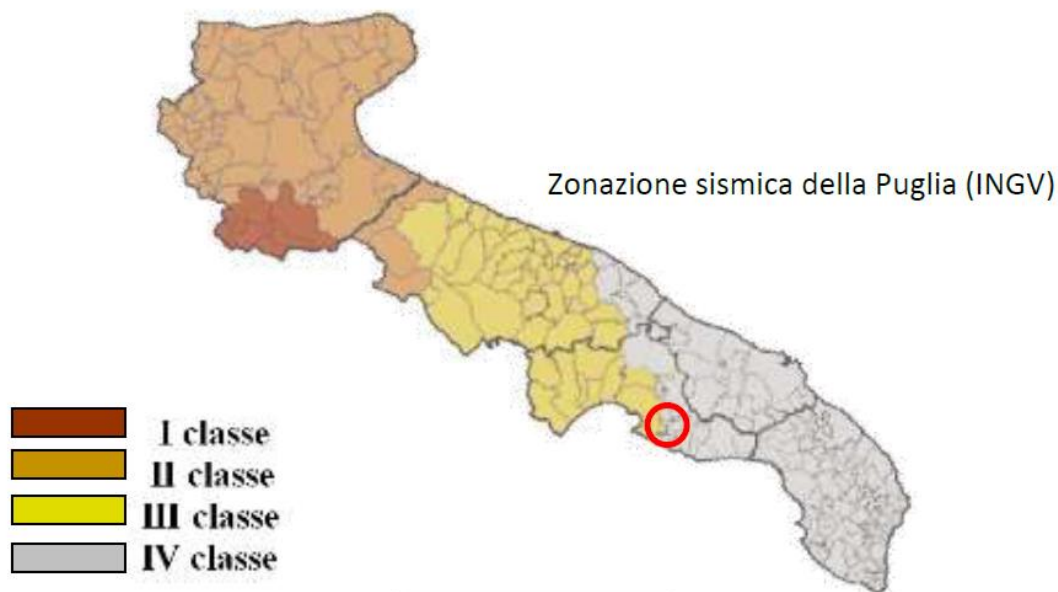 Zonazione sismica della Puglia (INGV)
I classe
II classe
III classe
IV classe